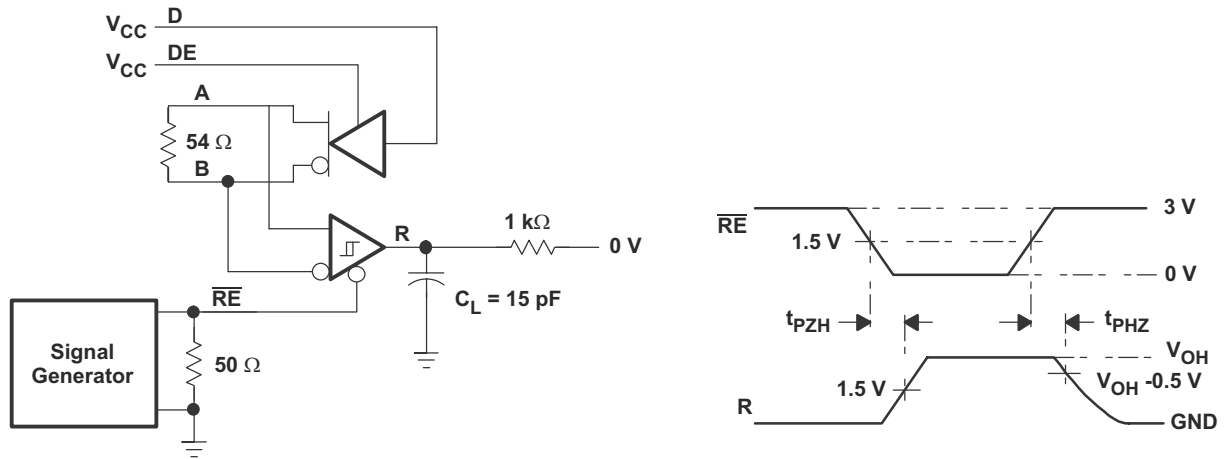 VCC D
VCC DE
A
54 Ω
B
R
1 kΩ
0 V
CL = 15 pF
RE
Signal
Generator
50 Ω
RE
3 V
1.5 V
0 V
tPZH
tPHZ
VOH
VOH -0.5 V
1.5 V
R
GND